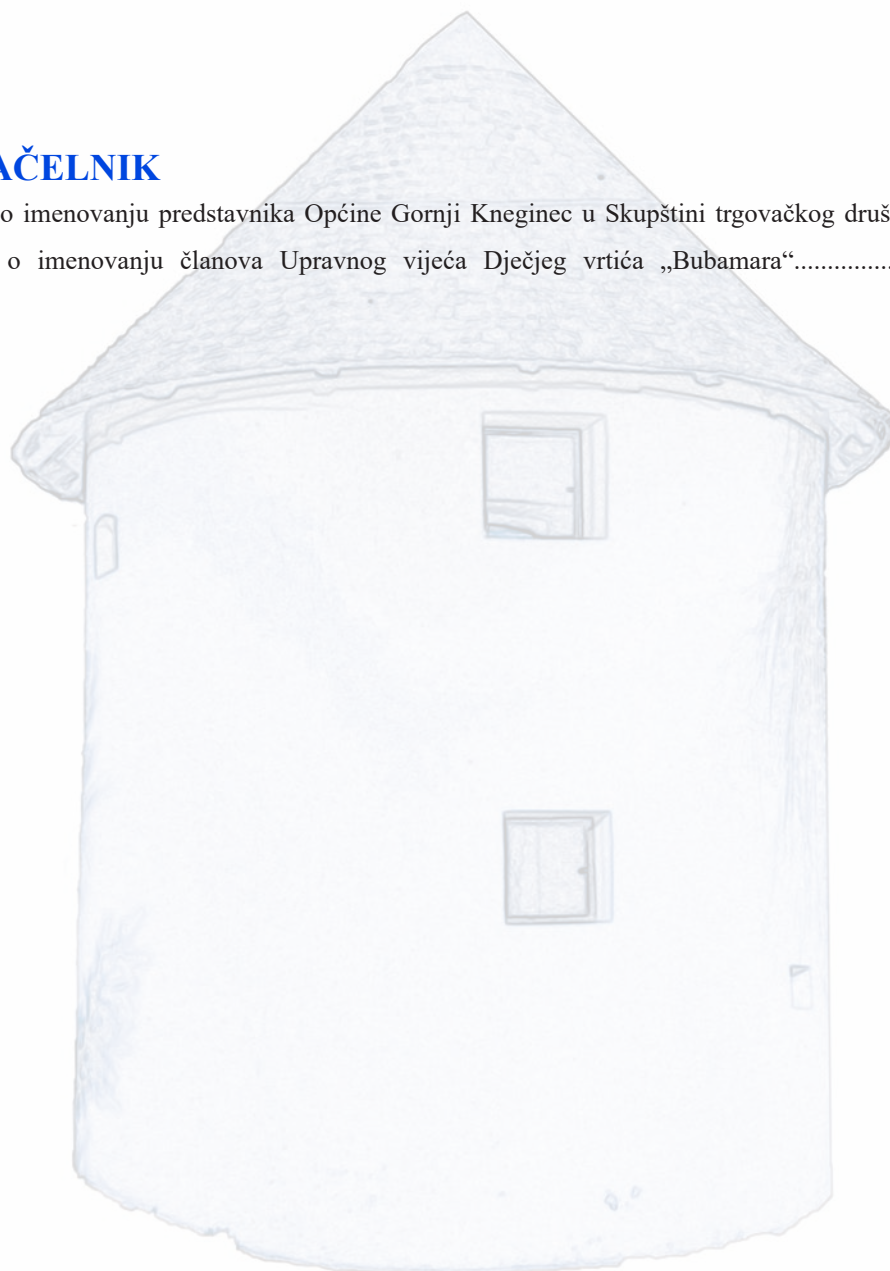 AČELNIK
o imenovanju predstavnika Općine Gornji Kneginec u Skupštini trgovačkog druš
o imenovanju članova Upravnog vijeća Dječjeg vrtića „Bubamara“...............